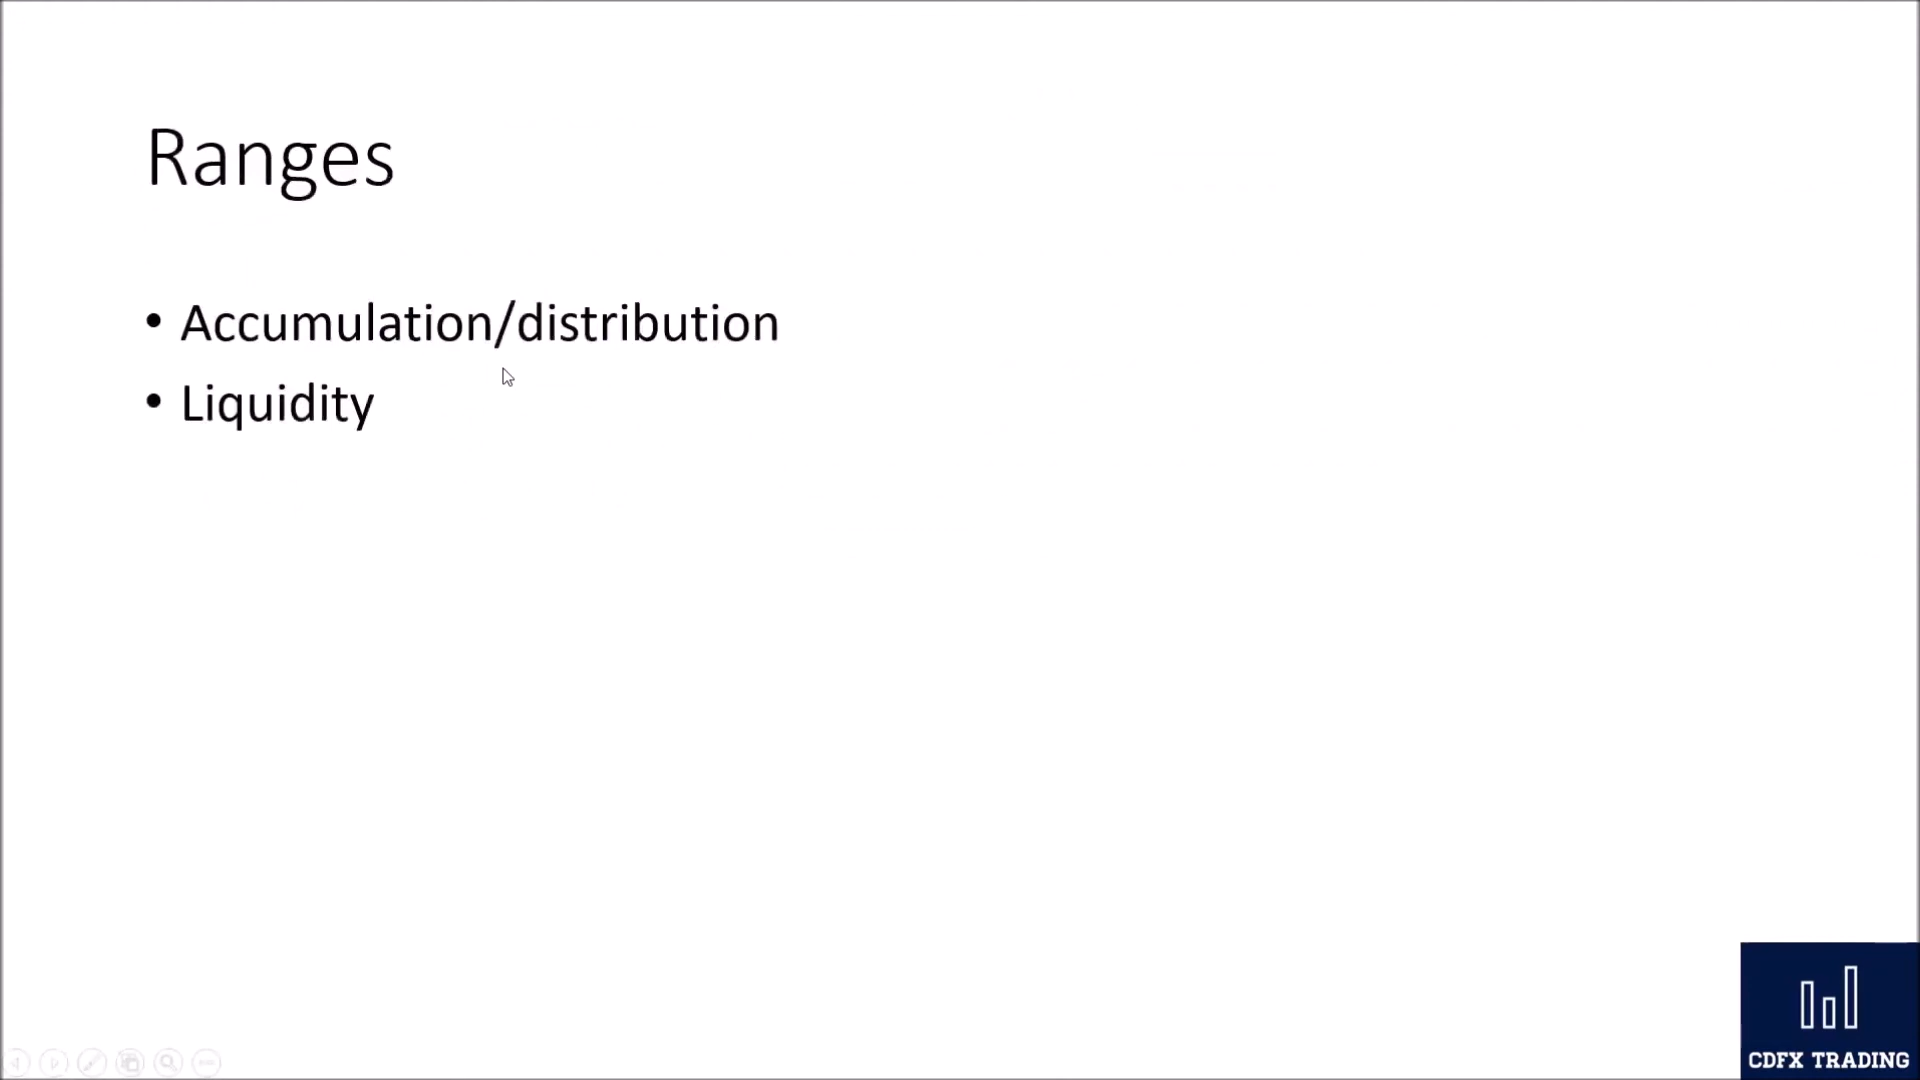 Ranges
• Accumulation/distribution
• Liquidity
CDFX TRADING